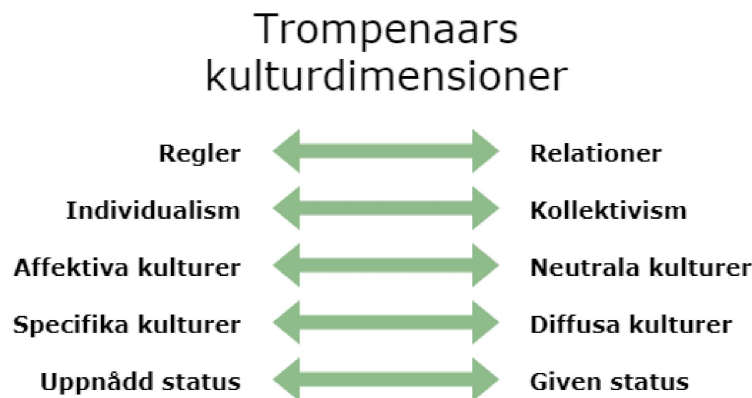 Trompenaars
kulturdimensioner
Regler Relationer
Individualism Kollektivism
Affektiva kulturer Neutrala kulturer
Specifika kulturer Diffusa kulturer
Uppnådd status Given status